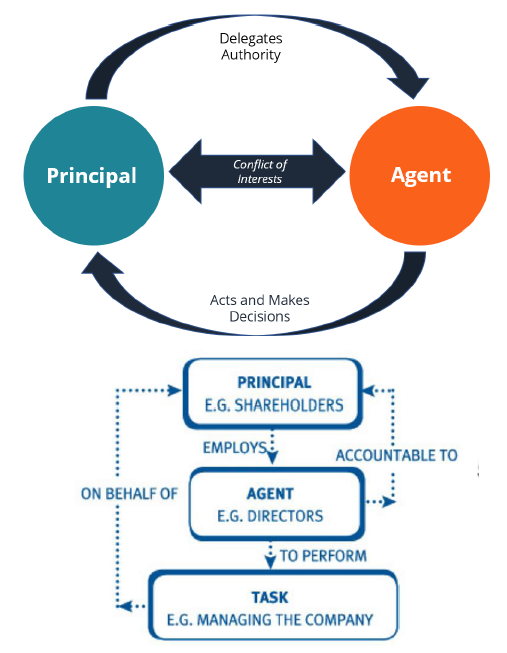 Delegates
Authority
Principal
Conflict of
Interests
Agent
Acts and Makes
Decisions
PRINCIPAL
E.G. SHAREHOLDERS
EMPLOYS
ACCOUNTABLE TO
ON BEHALF OF
AGENT
E.G. DIRECTORS
TO PERFORM
TASK
E.G. MANAGING THE COMPANY